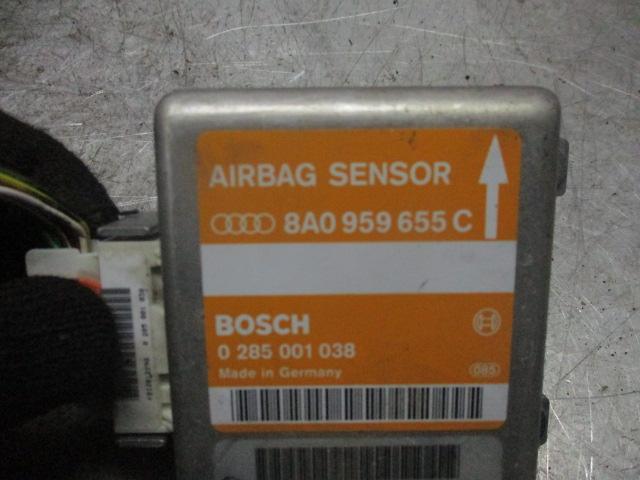 AIRBAG SENSOR
8A0 959 655 C
BOSCH
0 285 001 038
Made in Germany
085